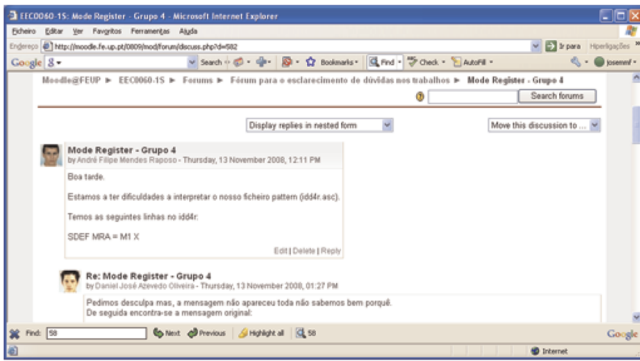 EEC0060-1S: Mode Register - Grupo 4 - Microsoft Internet Explorer
Ficheiro Editar Ver Favoritos Ferramentas Ajuda
Endereço http://moodle.fe.up.pt/0809/mod/forum/discuss.php?d=582 Ir para Hiperligações
Google Search Bookmarks Find Check AutoFill josemmf
Moodle@FEUP ► EEC0060-1S ► Forums ► Fórum para o esclarecimento de dúvidas nos trabalhos ► Mode Register - Grupo 4
Search forums
Display replies in nested form Move this discussion to ...
Mode Register - Grupo 4
by André Filipe Mendes Raposo - Thursday, 13 November 2008, 12:11 PM
Boa tarde.
Estamos a ter dificuldades a interpretar o nosso ficheiro pattern (idd4r.asc).
Temos as seguintes linhas no idd4r:
SDEF MRA = M1 X
Edit | Delete | Reply
Re: Mode Register - Grupo 4
by Daniel José Azevedo Oliveira - Thursday, 13 November 2008, 01:27 PM
Pedimos desculpa mas, a mensagem não apareceu toda não sabemos bem porquê.
De seguida encontra-se a mensagem original:
Find: 58 Next Previous Highlight all 58 Google
Internet